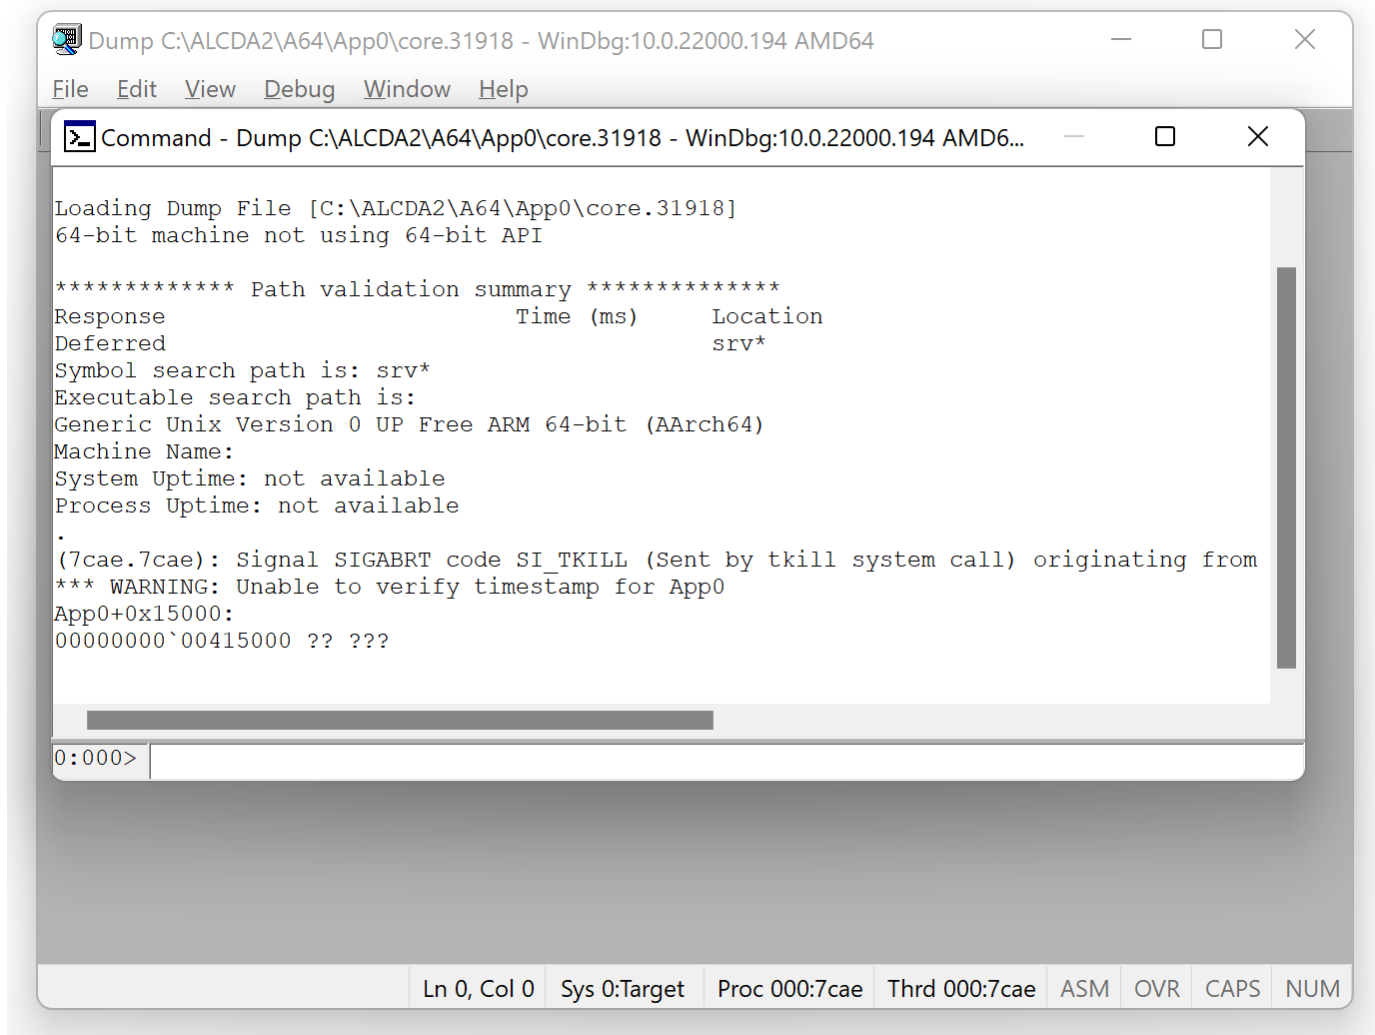 Dump C:\ALCDA2\A64\App0\core.31918 - WinDbg:10.0.22000.194 AMD64
File Edit View Debug Window Help
Command - Dump C:\ALCDA2\A64\App0\core.31918 - WinDbg:10.0.22000.194 AMD6...
Loading Dump File [C:\ALCDA2\A64\App0\core.31918]
64-bit machine not using 64-bit API
************* Path validation summary **************
Response Time (ms) Location
Deferred srv*
Symbol search path is: srv*
Executable search path is:
Generic Unix Version 0 UP Free ARM 64-bit (AArch64)
Machine Name:
System Uptime: not available
Process Uptime: not available
.
(7cae.7cae): Signal SIGABRT code SI_TKILL (Sent by tkill system call) originating from
*** WARNING: Unable to verify timestamp for App0
App0+0x15000:
00000000`00415000 ?? ???
0:000>
Ln 0, Col 0 Sys 0:Target Proc 000:7cae Thrd 000:7cae ASM OVR CAPS NUM